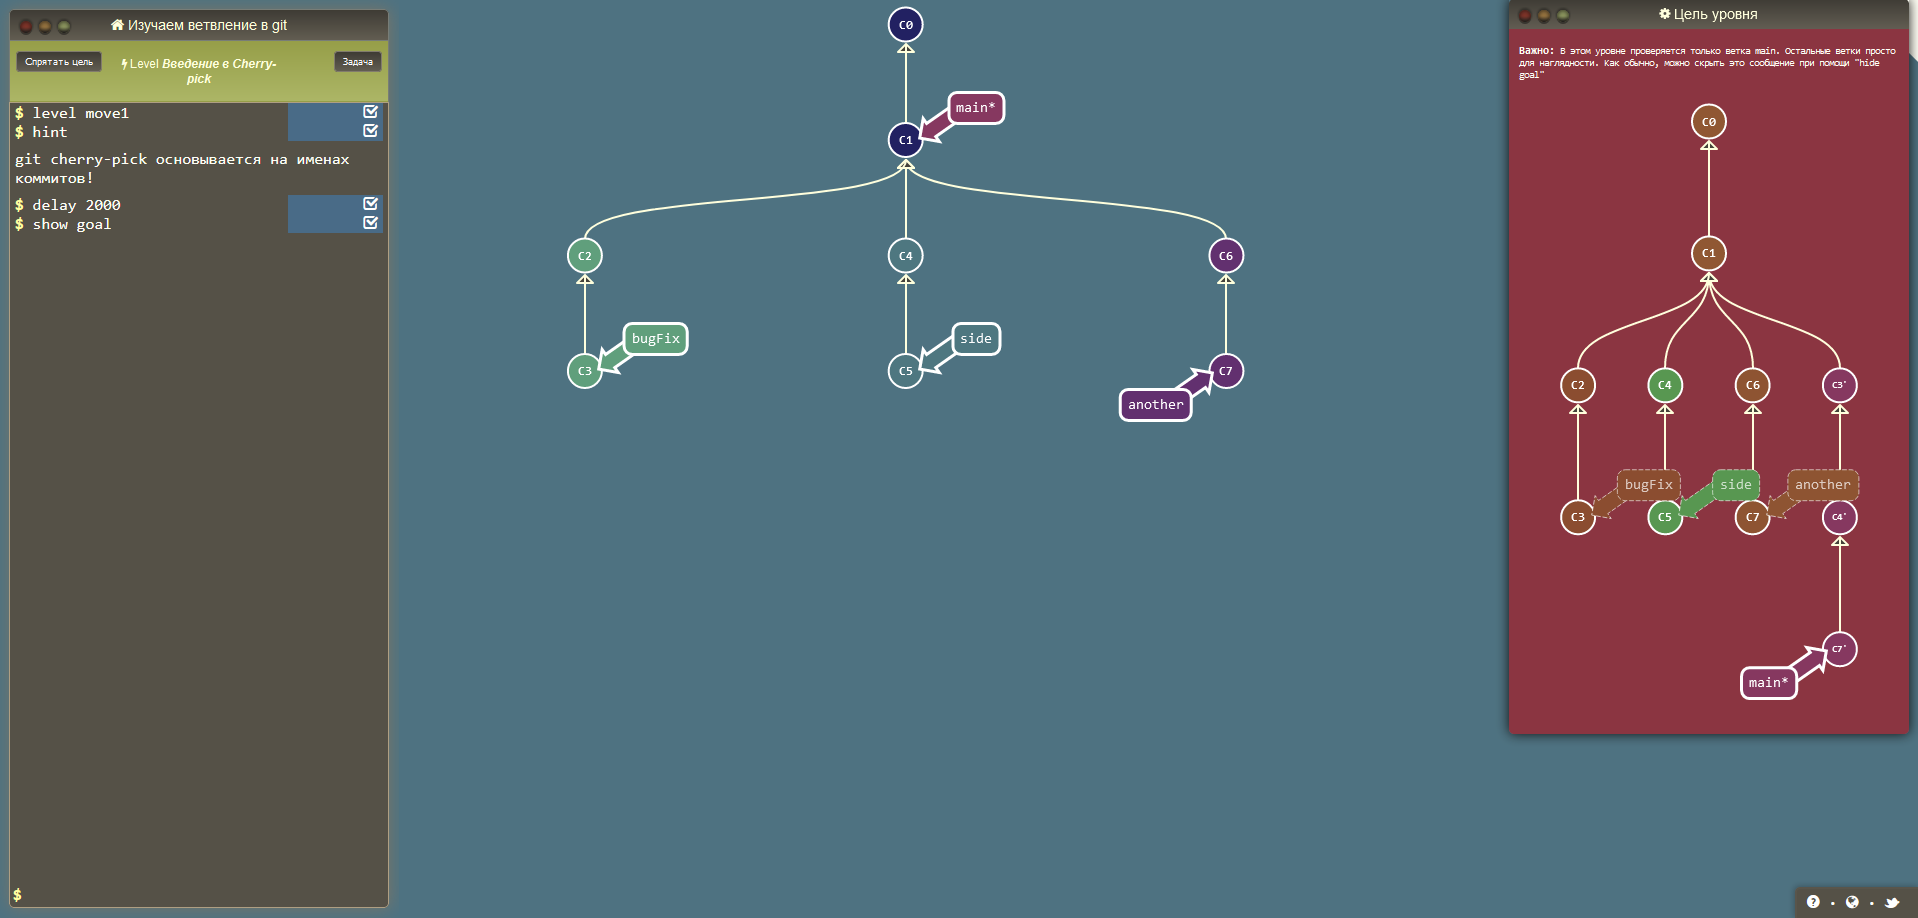 Изучаем ветвление в git
Спрятать цель
Level Введение в Cherry-
pick
Задача
$ level move1
$ hint
git cherry-pick основывается на именах
коммитов!
$ delay 2000
$ show goal
$
C0
main*
C1
C2
C4
C6
bugFix
side
C3
C5
C7
another
Цель уровня
Важно: В этом уровне проверяется только ветка main. Остальные ветки просто
для наглядности. Как обычно, можно скрыть это сообщение при помощи "hide
goal"
C0
C1
C2
C4
C6
C3'
bugFix
side
another
C3
C5
C7
C4'
C7'
main*